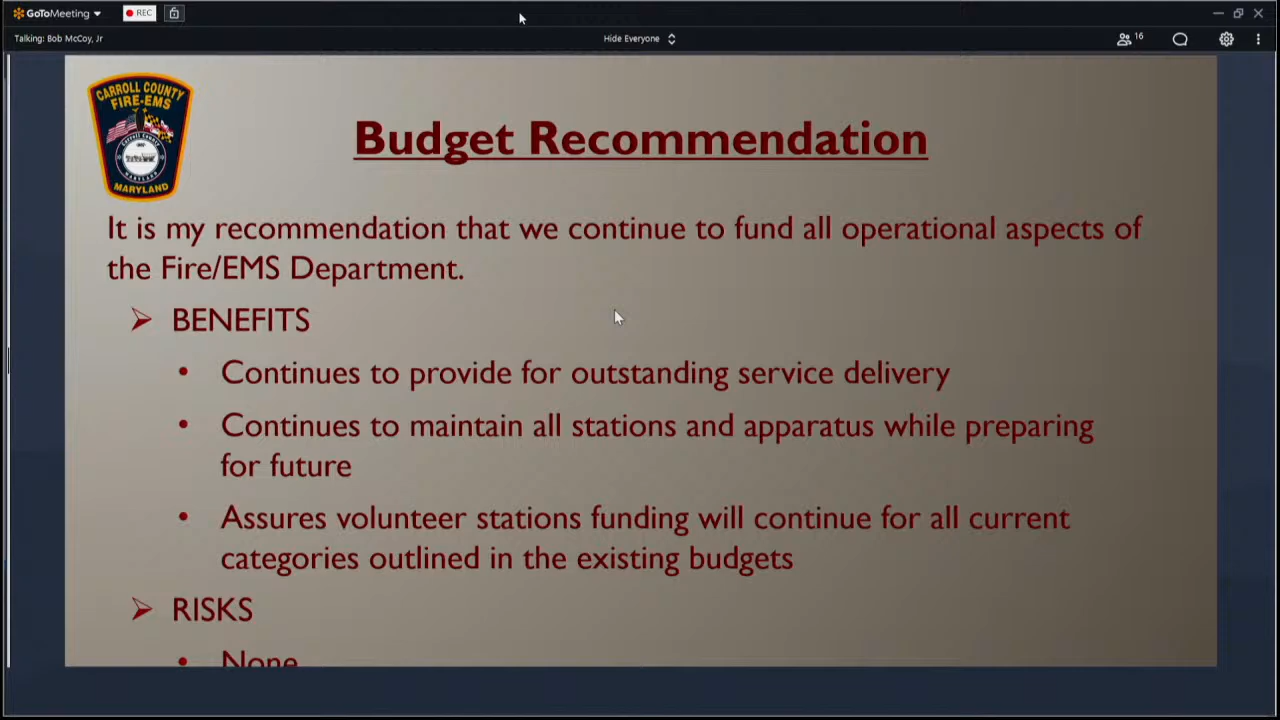 GoToMeeting
REC
Talking: Bob McCoy, Jr
Hide Everyone
16
CARROLL COUNTY
FIRE-EMS
MARYLAND
Budget Recommendation
It is my recommendation that we continue to fund all operational aspects of
the Fire/EMS Department.
➢ BENEFITS
• Continues to provide for outstanding service delivery
• Continues to maintain all stations and apparatus while preparing
for future
• Assures volunteer stations funding will continue for all current
categories outlined in the existing budgets
➢ RISKS
• None